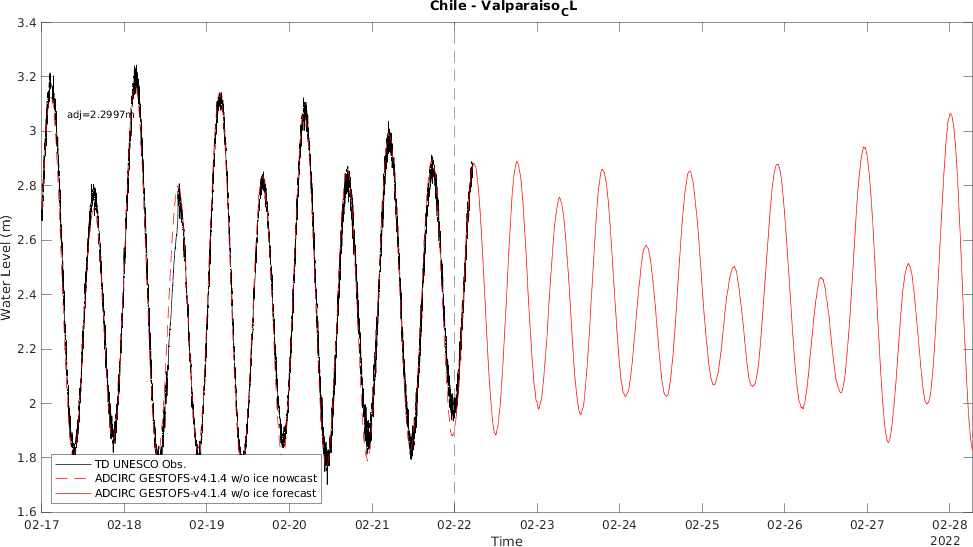 Chile - Valparaiso_CL
3.4
3.2
3
2.8
2.6
2.4
2.2
2
1.8
1.6
Water Level (m)
adj=2.2997m
TD UNESCO Obs.
ADCIRC GESTOFS-v4.1.4 w/o ice nowcast
ADCIRC GESTOFS-v4.1.4 w/o ice forecast
02-17 02-18 02-19 02-20 02-21 02-22 02-23 02-24 02-25 02-26 02-27 02-28
Time
2022